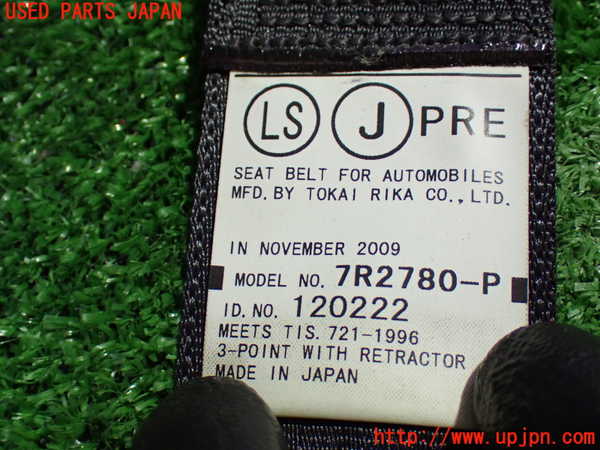 USED PARTS JAPAN
LS J PRE
SEAT BELT FOR AUTOMOBILES
MFD. BY TOKAI RIKA CO., LTD.
IN NOVEMBER 2009
MODEL NO. 7R2780-P
ID. NO. 120222
MEETS TIS. 721-1996
3-POINT WITH RETRACTOR
MADE IN JAPAN
http://www.upjpn.com